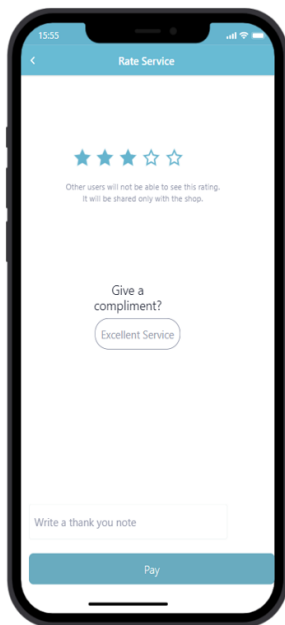 15:55
Rate Service
Other users will not be able to see this rating.
It will be shared only with the shop.
Give a
compliment?
Excellent Service
Write a thank you note
Pay